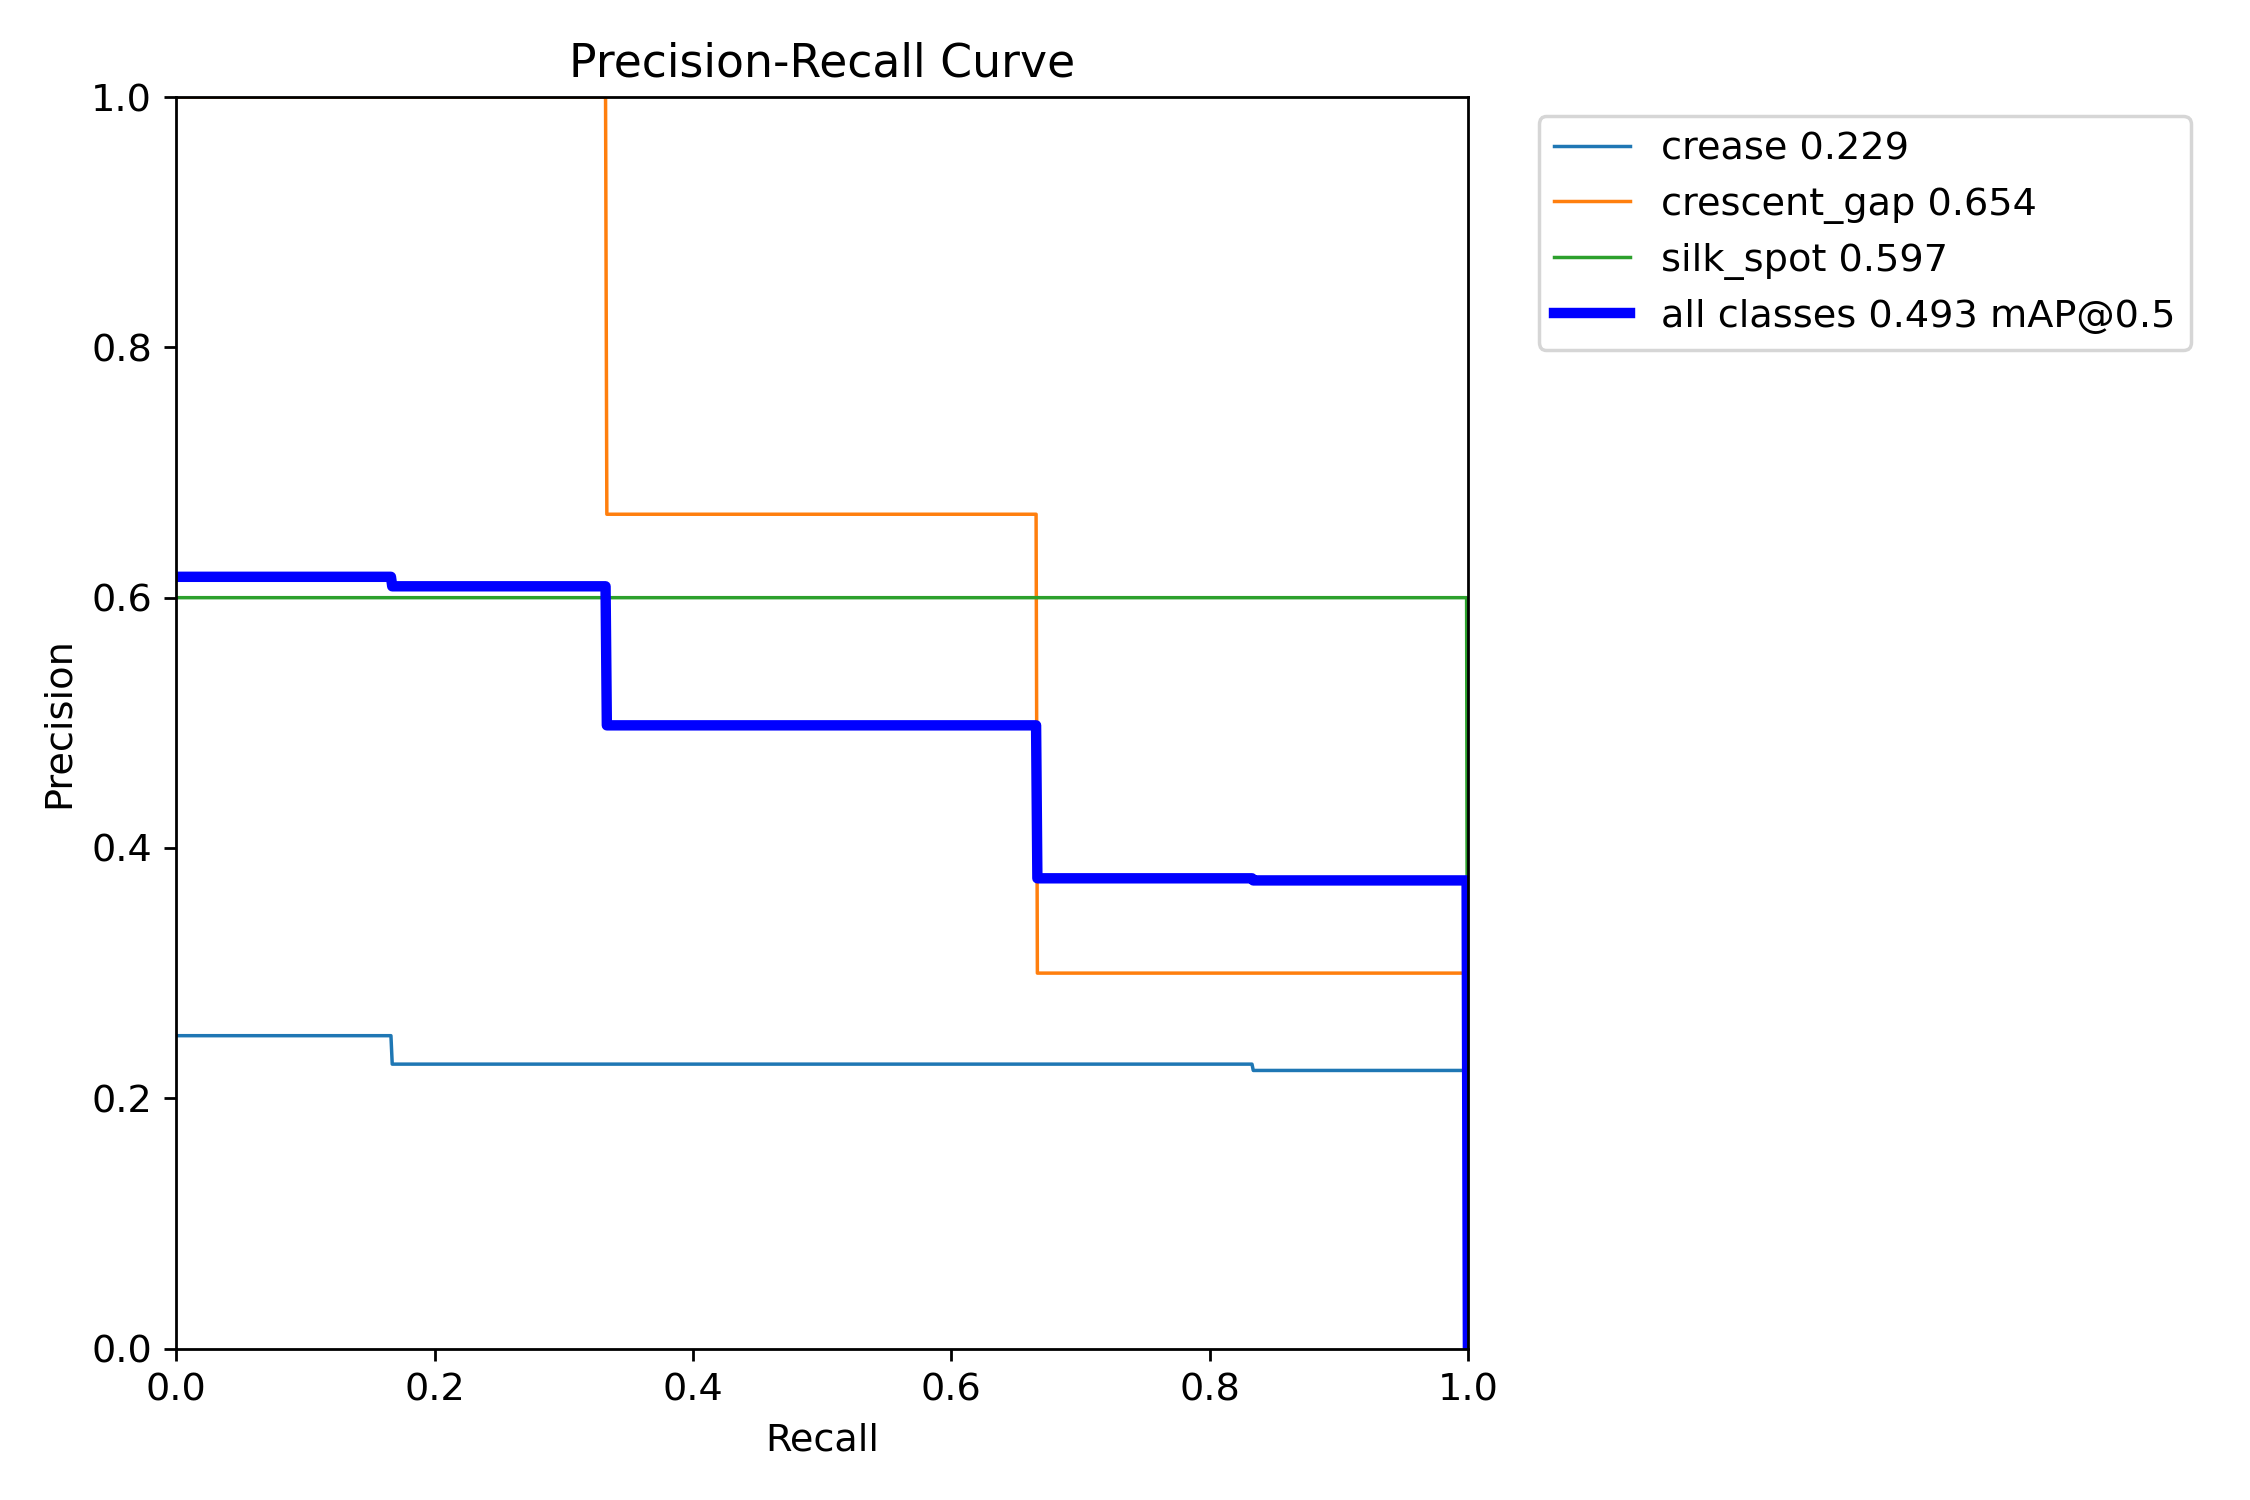 Precision-Recall Curve
1.0
0.8
0.6
0.4
0.2
0.0
0.0 0.2 0.4 0.6 0.8 1.0
Precision
Recall
crease 0.229
crescent_gap 0.654
silk_spot 0.597
all classes 0.493 mAP@0.5